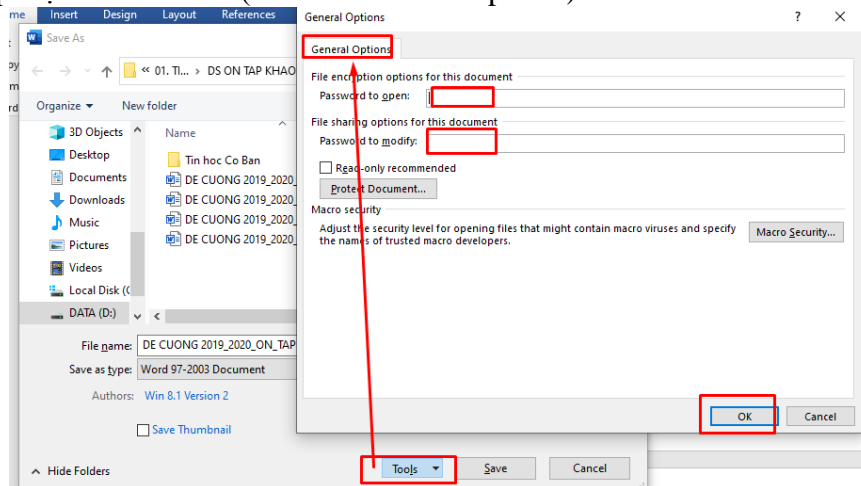 me Insert Design Layout References
Save As
« 01. TI... › DS ON TAP KHAO
Organize New folder
3D Objects
Desktop
Documents
Downloads
Music
Pictures
Videos
Local Disk (C
DATA (D:)
Name
Tin hoc Co Ban
DE CUONG 2019_2020_
DE CUONG 2019_2020_
DE CUONG 2019_2020_
DE CUONG 2019_2020_
File name: DE CUONG 2019_2020_ON_TAP
Save as type: Word 97-2003 Document
Authors: Win 8.1 Version 2
Save Thumbnail
Hide Folders
Tools Save Cancel
General Options ? ×
General Options
File encryption options for this document
Password to open:
File sharing options for this document
Password to modify:
Read-only recommended
Protect Document...
Macro security
Adjust the security level for opening files that might contain macro viruses and specify
the names of trusted macro developers.
Macro Security...
OK Cancel